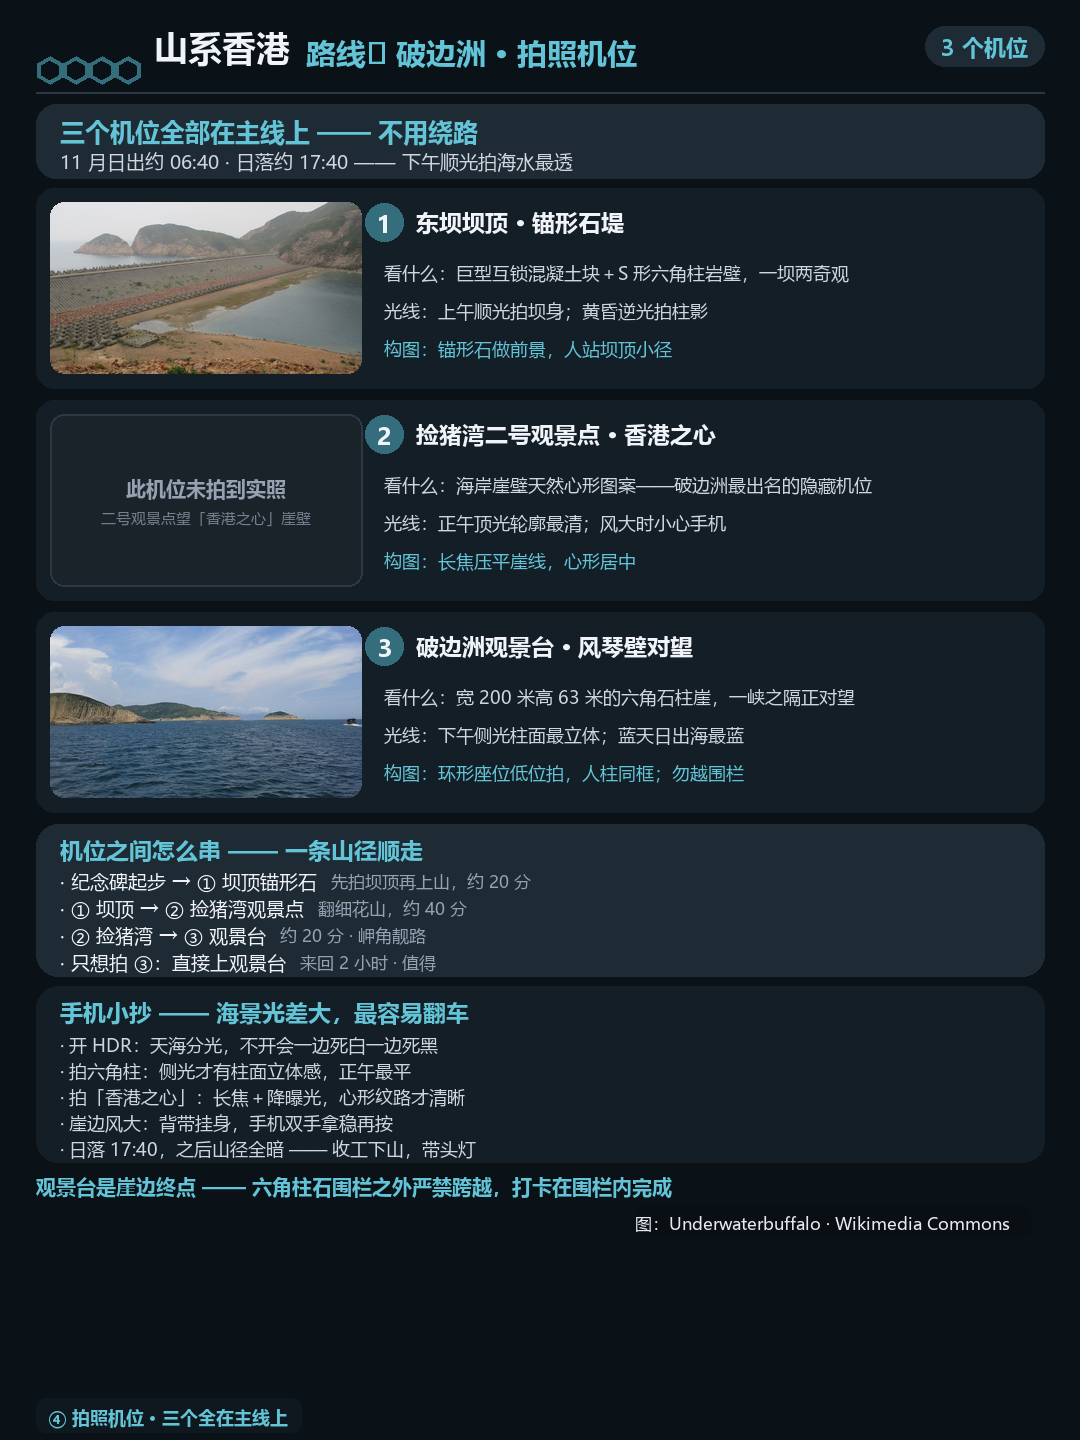 山系香港 路线 破边洲 • 拍照机位
3 个机位
三个机位全部在主线上 —— 不用绕路
11 月日出约 06:40 · 日落约 17:40 —— 下午顺光拍海水最透
1 东坝坝顶 • 锚形石堤
看什么：巨型互锁混凝土块 + S 形六角柱岩壁，一坝两奇观
光线：上午顺光拍坝身；黄昏逆光拍柱影
构图：锚形石做前景，人站坝顶小径
此机位未拍到实照
二号观景点望「香港之心」崖壁
2 捡猪湾二号观景点 • 香港之心
看什么：海岸崖壁天然心形图案——破边洲最出名的隐藏机位
光线：正午顶光轮廓最清；风大时小心手机
构图：长焦压平崖线，心形居中
3 破边洲观景台 • 风琴壁对望
看什么：宽 200 米高 63 米的六角石柱崖，一峡之隔正对望
光线：下午侧光柱面最立体；蓝天日出海最蓝
构图：环形座位低位拍，人柱同框；勿越围栏
机位之间怎么串 —— 一条山径顺走
· 纪念碑起步 → ① 坝顶锚形石 先拍坝顶再上山，约 20 分
· ① 坝顶 → ② 捡猪湾观景点 翻细花山，约 40 分
· ② 捡猪湾 → ③ 观景台 约 20 分 · 岬角靓路
· 只想拍 ③：直接上观景台 来回 2 小时 · 值得
手机小抄 —— 海景光差大，最容易翻车
· 开 HDR：天海分光，不开会一边死白一边死黑
· 拍六角柱：侧光才有柱面立体感，正午最平
· 拍「香港之心」：长焦 + 降曝光，心形纹路才清晰
· 崖边风大：背带挂身，手机双手拿稳再按
· 日落 17:40，之后山径全暗 —— 收工下山，带头灯
观景台是崖边终点 —— 六角柱石围栏之外严禁跨越，打卡在围栏内完成
图：Underwaterbuffalo · Wikimedia Commons
④ 拍照机位 • 三个全在主线上